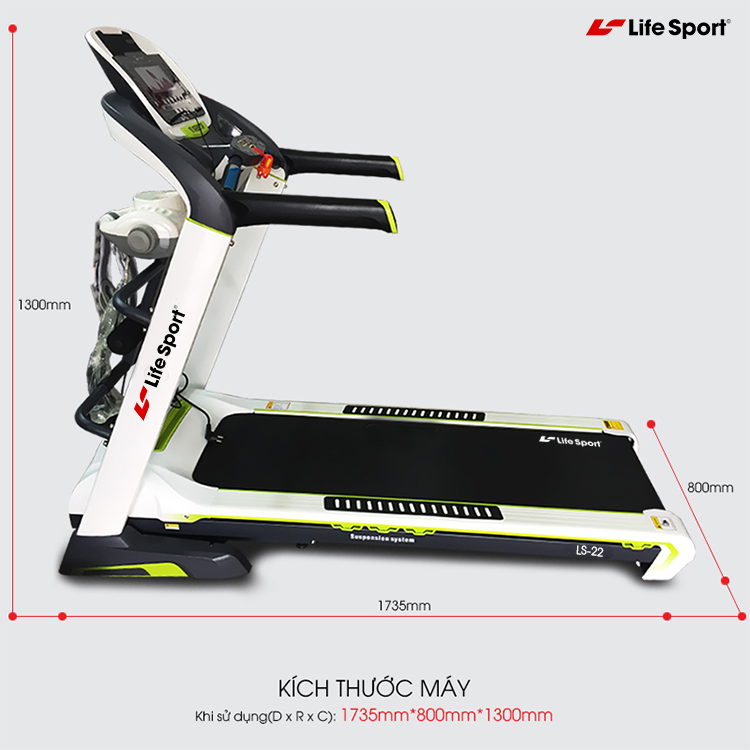 Life Sport
1300mm
Life Sport
Life Sport
800mm
Suspension system
LS-22
1735mm
KÍCH THƯỚC MÁY
Khi sử dụng(D x R x C): 1735mm*800mm*1300mm